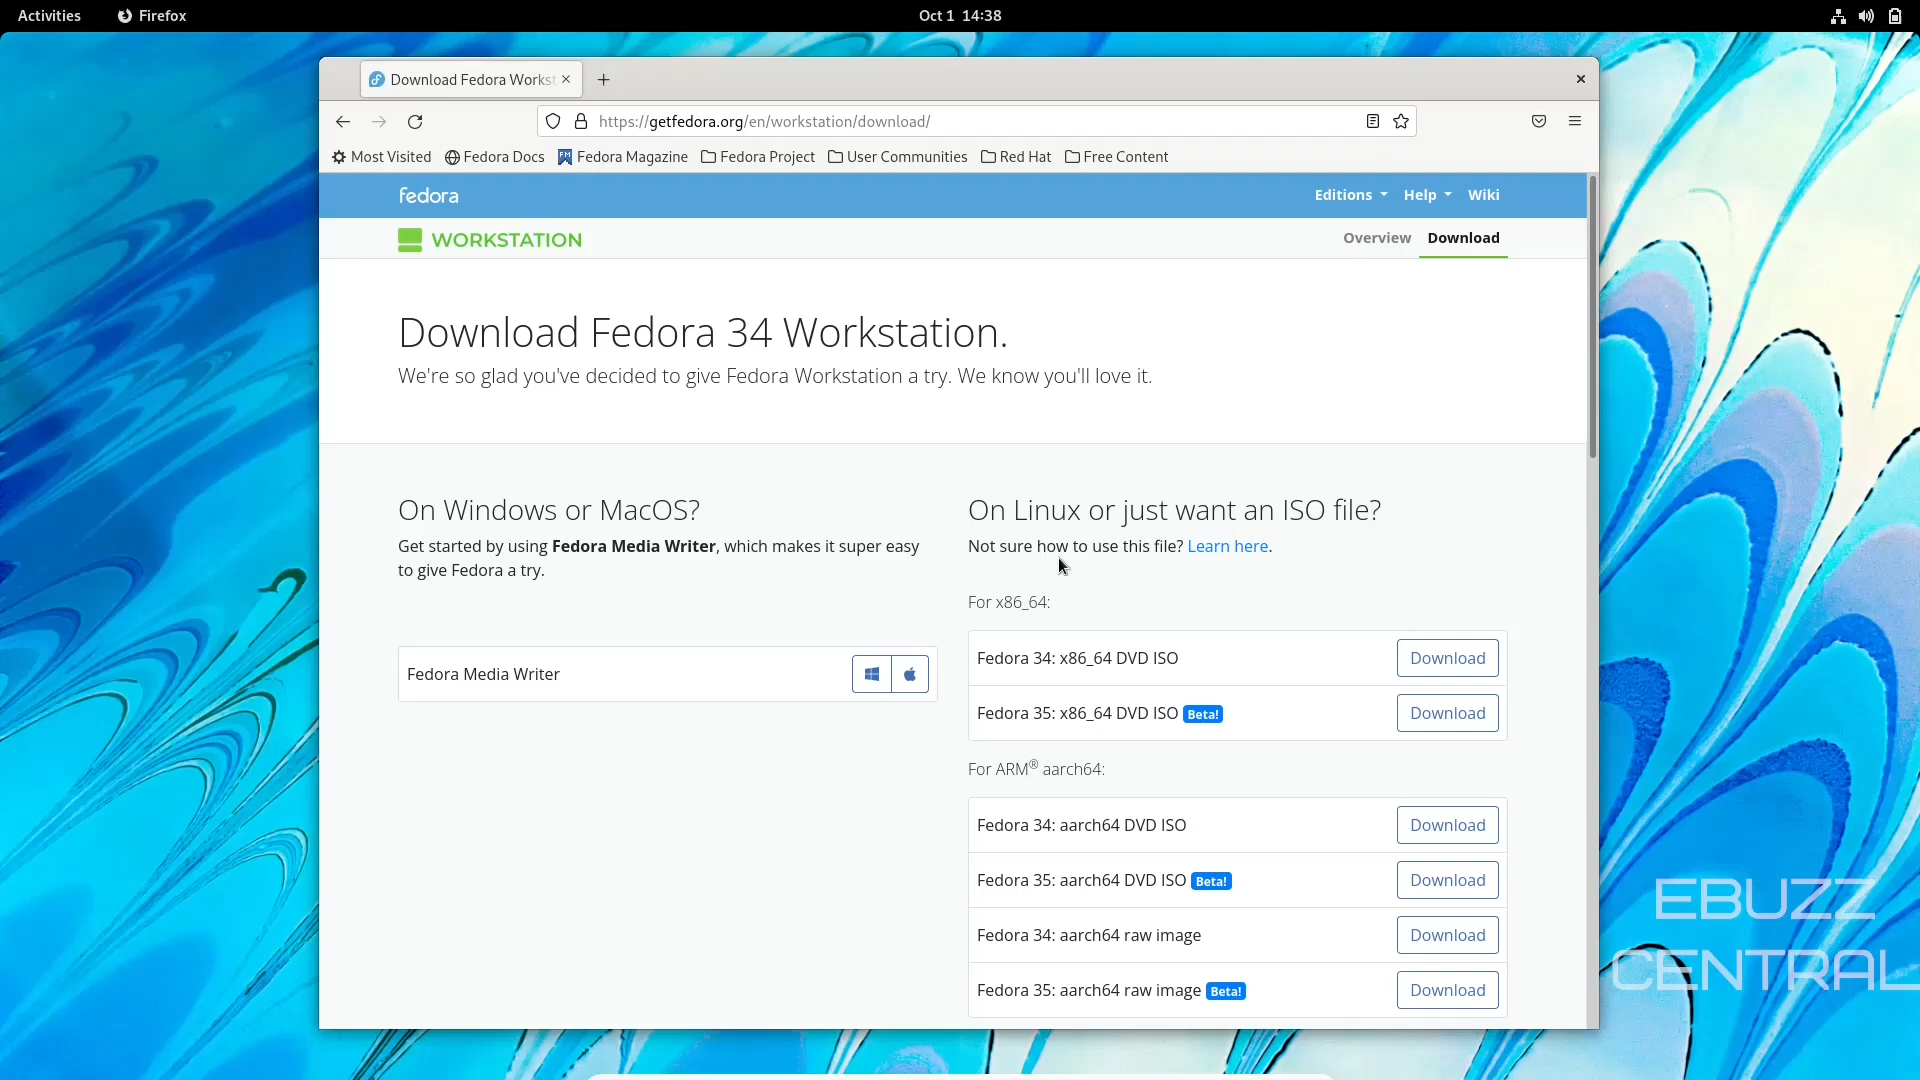 Activities
Firefox
Oct 1 14:38
Download Fedora Workst
https://getfedora.org/en/workstation/download/
Most Visited
Fedora Docs
Fedora Magazine
Fedora Project
User Communities
Red Hat
Free Content
fedora
Editions
Help
Wiki
WORKSTATION
Overview
Download
Download Fedora 34 Workstation.
We're so glad you've decided to give Fedora Workstation a try. We know you'll love it.
On Windows or MacOS?
Get started by using Fedora Media Writer, which makes it super easy
to give Fedora a try.
Fedora Media Writer
On Linux or just want an ISO file?
Not sure how to use this file? Learn here.
For x86_64:
Fedora 34: x86_64 DVD ISO
Download
Fedora 35: x86_64 DVD ISO Beta!
Download
For ARM® aarch64:
Fedora 34: aarch64 DVD ISO
Download
Fedora 35: aarch64 DVD ISO Beta!
Download
Fedora 34: aarch64 raw image
Download
Fedora 35: aarch64 raw image Beta!
Download
EBUZZ
CENTRAL